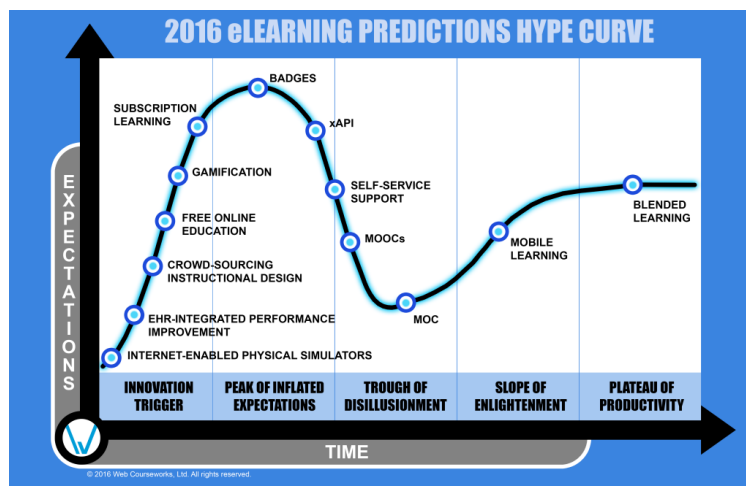 2016 eLEARNING PREDICTIONS HYPE CURVE
BADGES
SUBSCRIPTION
LEARNING
xAPI
GAMIFICATION
SELF-SERVICE
SUPPORT
BLENDED
LEARNING
FREE ONLINE
EDUCATION
MOOCs
MOBILE
LEARNING
CROWD-SOURCING
INSTRUCTIONAL DESIGN
MOC
EHR-INTEGRATED PERFORMANCE
IMPROVEMENT
INTERNET-ENABLED PHYSICAL SIMULATORS
EXPECTATIONS
INNOVATION
TRIGGER
PEAK OF INFLATED
EXPECTATIONS
TROUGH OF
DISILLUSIONMENT
SLOPE OF
ENLIGHTENMENT
PLATEAU OF
PRODUCTIVITY
TIME
© 2016 Web Courseworks, Ltd. All rights reserved.